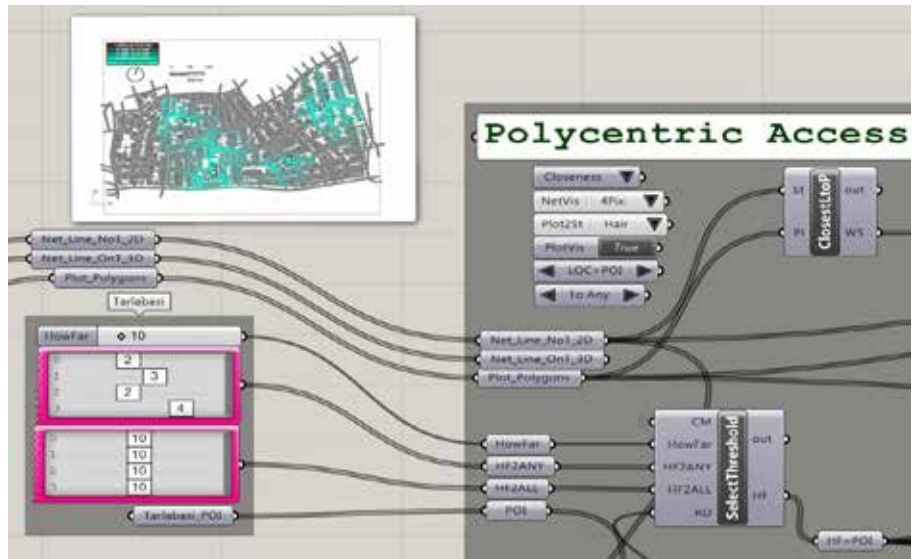 Polycentric Access
Closeness
NetVis 4Pix:
Plot2St Hair
PlotVis True
LOC>POI
To Any
St
Pl
ClosestLtoP
out
WS
Net_Line_No1_2D
Net_Line_On1_3D
Plot_Polygons
Tarlabasi
HowFar 10
2
3
2
4
10
10
10
10
Tarlabasi_POI
Net_Line_No1_2D
Net_Line_On1_3D
Plot_Polygons
HowFar
HF2ANY
HF2ALL
POI
CM
HowFar
HF2ANY
HF2ALL
SelectThreshold
out
HF
HF>POI